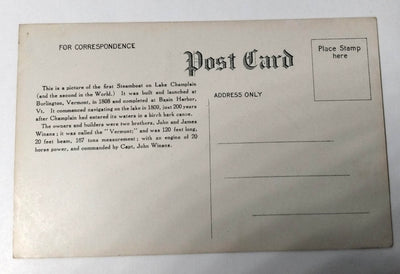 FOR CORRESPONDENCE
Post Card
Place Stamp
here
This is a picture of the first Steamboat on Lake Champlain
(and the second in the World.) It was built and launched at
Burlington, Vermont, in 1808 and completed at Basin Harbor,
Vt. It commenced navigating on the lake in 1809, just 200 years
after Champlain had entered its waters in a birch bark canoe.
The owners and builders were two brothers, John and James
Winans; it was called the "Vermont;" and was 120 feet long,
20 feet beam, 167 tons measurement; with an engine of 20
horse power, and commanded by Capt. John Winans.
ADDRESS ONLY